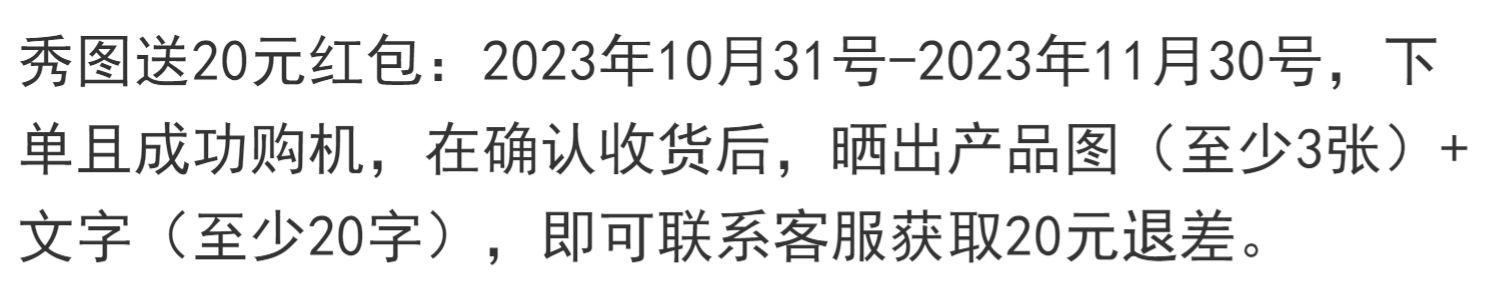 秀图送20元红包：2023年10月31号-2023年11月30号，下
单且成功购机，在确认收货后，晒出产品图（至少3张）+
文字（至少20字），即可联系客服获取20元退差。